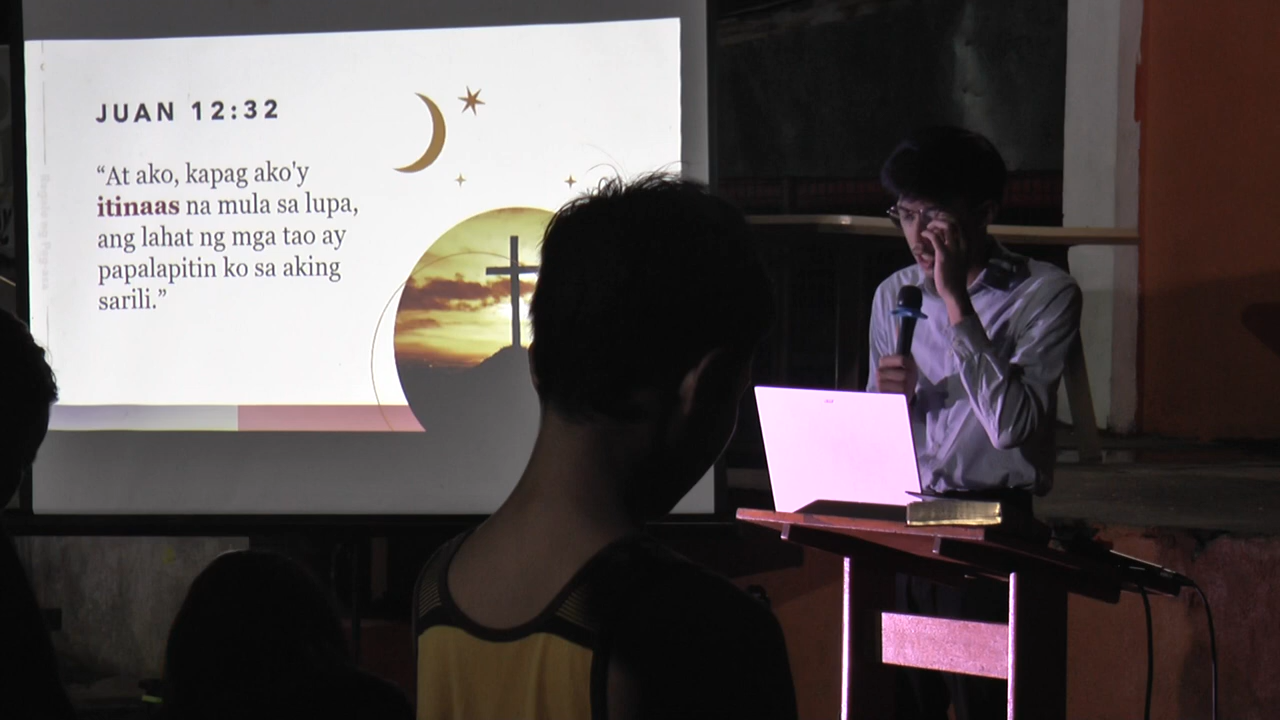 JUAN 12:32
“At ako, kapag ako'y
itinaas na mula sa lupa,
ang lahat ng mga tao ay
papalapitin ko sa aking
sarili.”
acer